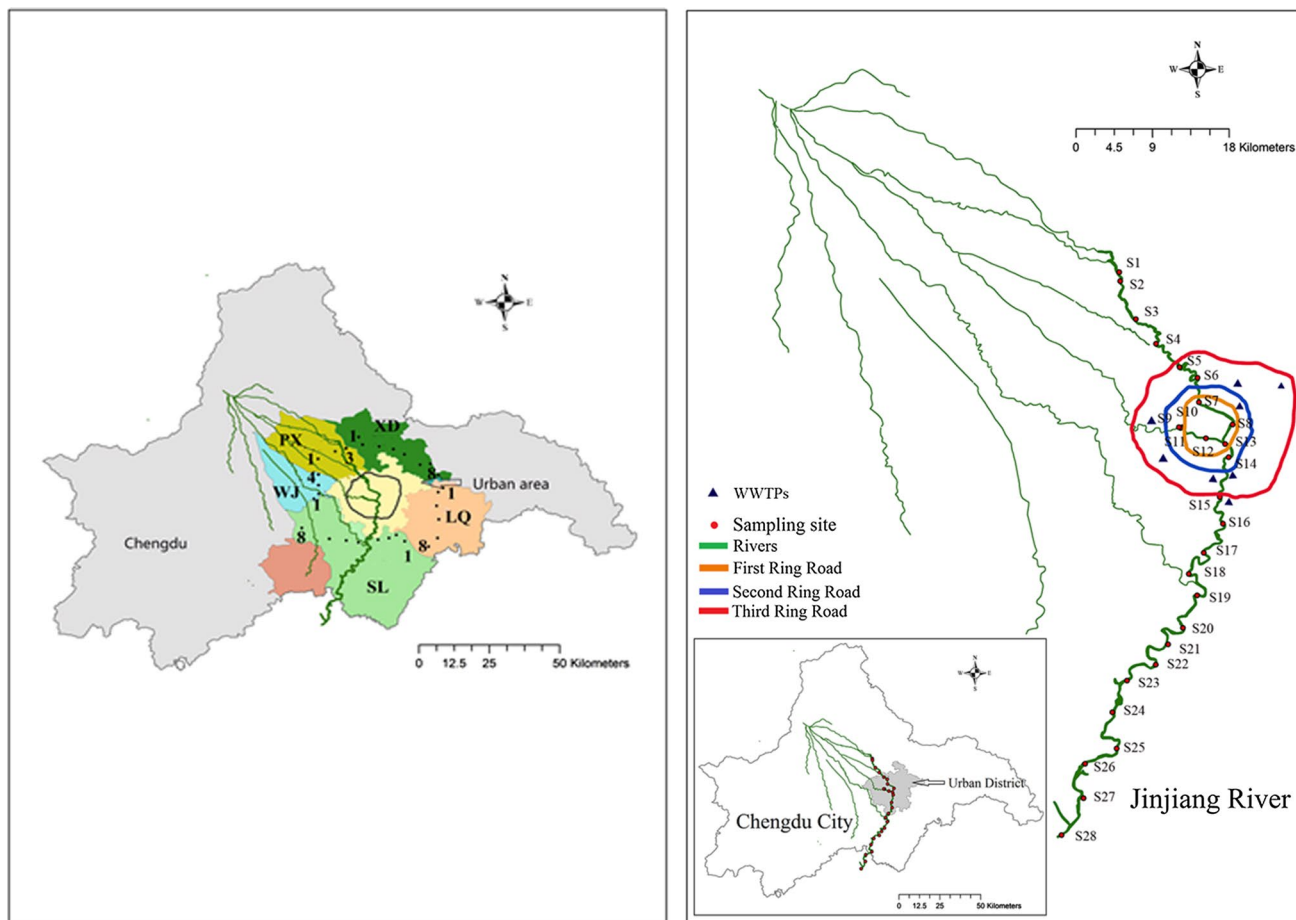 N
W E
S
XD
1
PX
3
1
8
WJ
4
1
Urban area
1
LQ
Chengdu
8
8
1
SL
0 12.5 25 50 Kilometers
N
W E
S
0 4.5 9 18 Kilometers
S1
S2
S3
S4
S5
S6
S7
S8
S9
S10
S11
S12
S13
S14
S15
S16
S17
S18
S19
S20
S21
S22
S23
S24
S25
S26
S27
S28
WWTPs
Sampling site
Rivers
First Ring Road
Second Ring Road
Third Ring Road
Jinjiang River
N
W E
S
Urban District
Chengdu City
0 12.5 25 50 Kilometers